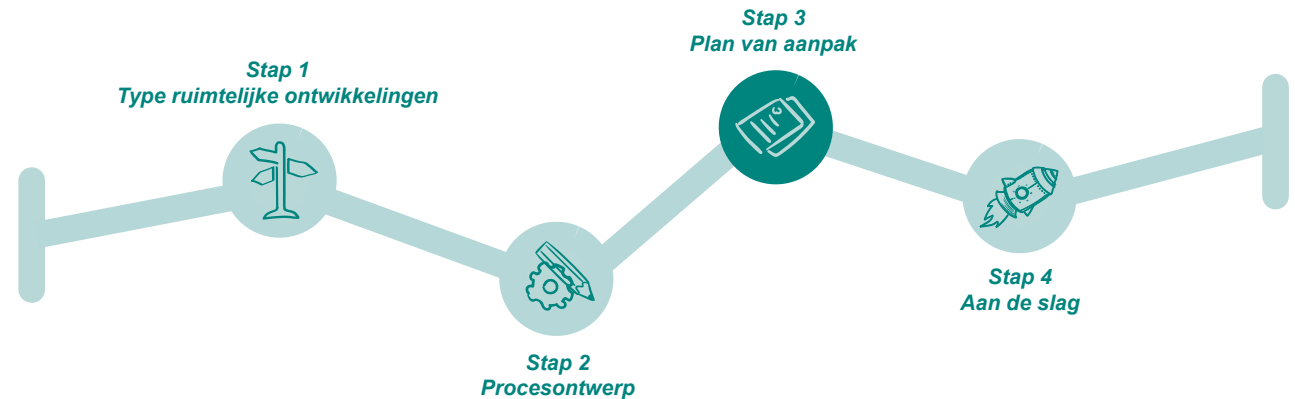 Stap 1
Type ruimtelijke ontwikkelingen
Stap 2
Procesontwerp
Stap 3
Plan van aanpak
Stap 4
Aan de slag